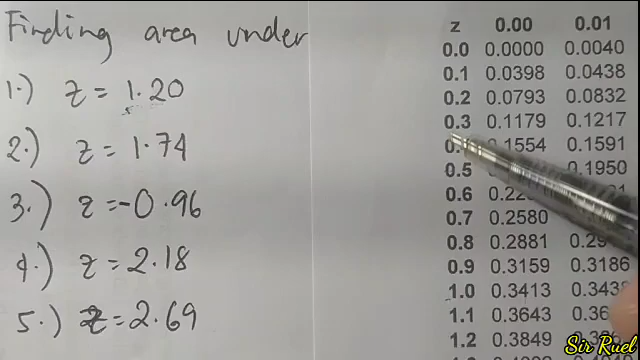 Finding area under
1.) z = 1.20
2.) z = 1.74
3.) z = -0.96
4.) z = 2.18
5.) z = 2.69
z 0.00 0.01
0.0 0.0000 0.0040
0.1 0.0398 0.0438
0.2 0.0793 0.0832
0.3 0.1179 0.1217
0.1554 0.1591
0.5 0.1950
0.6
0.7 0.2580
0.8 0.2881
0.9 0.3159 0.3186
1.0 0.3413
1.1 0.3643
1.2 0.3849
Sir Ruel